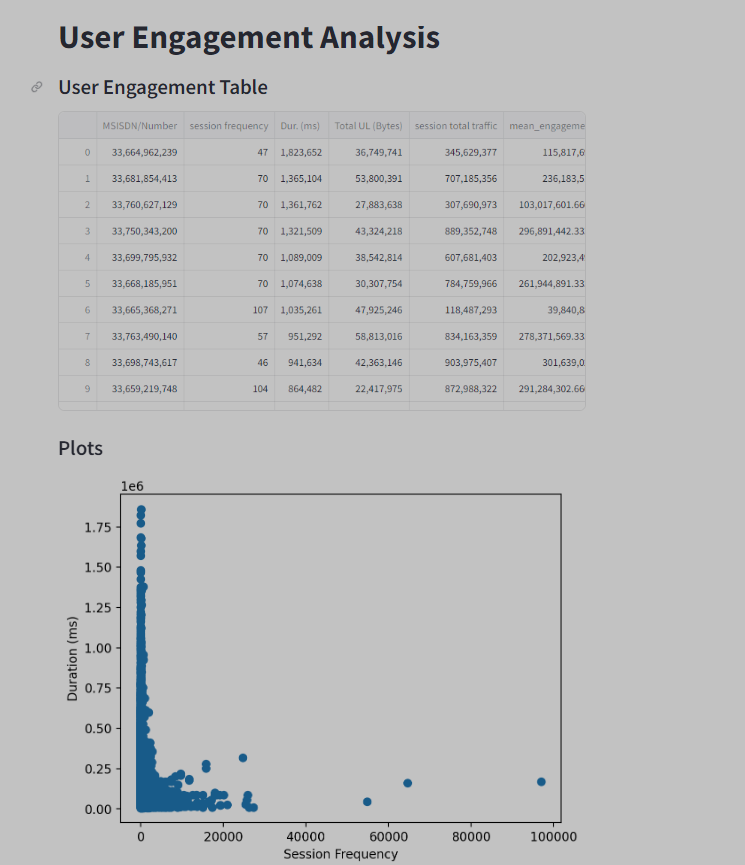 User Engagement Analysis
User Engagement Table
MSISDN/Number session frequency Dur. (ms) Total UL (Bytes) session total traffic mean_engageme
0 33,664,962,239 47 1,823,652 36,749,741 345,629,377 115,817,6
1 33,681,854,413 70 1,365,104 53,800,391 707,185,356 236,183,5
2 33,760,627,129 70 1,361,762 27,883,638 307,690,973 103,017,601.66
3 33,750,343,200 70 1,321,509 43,324,218 889,352,748 296,891,442.33
4 33,699,795,932 70 1,089,009 38,542,814 607,681,403 202,923,4
5 33,668,185,951 70 1,074,638 30,307,754 784,759,966 261,944,891.33
6 33,665,368,271 107 1,035,261 47,925,246 118,487,293 39,840,8
7 33,763,490,140 57 951,292 58,813,016 834,163,359 278,371,569.33
8 33,698,743,617 46 941,634 42,363,146 903,975,407 301,639,0
9 33,659,219,748 104 864,482 22,417,975 872,988,322 291,284,302.66
Plots
1e6
1.75
1.50
1.25
1.00
0.75
0.50
0.25
0.00
Duration (ms)
0 20000 40000 60000 80000 100000
Session Frequency